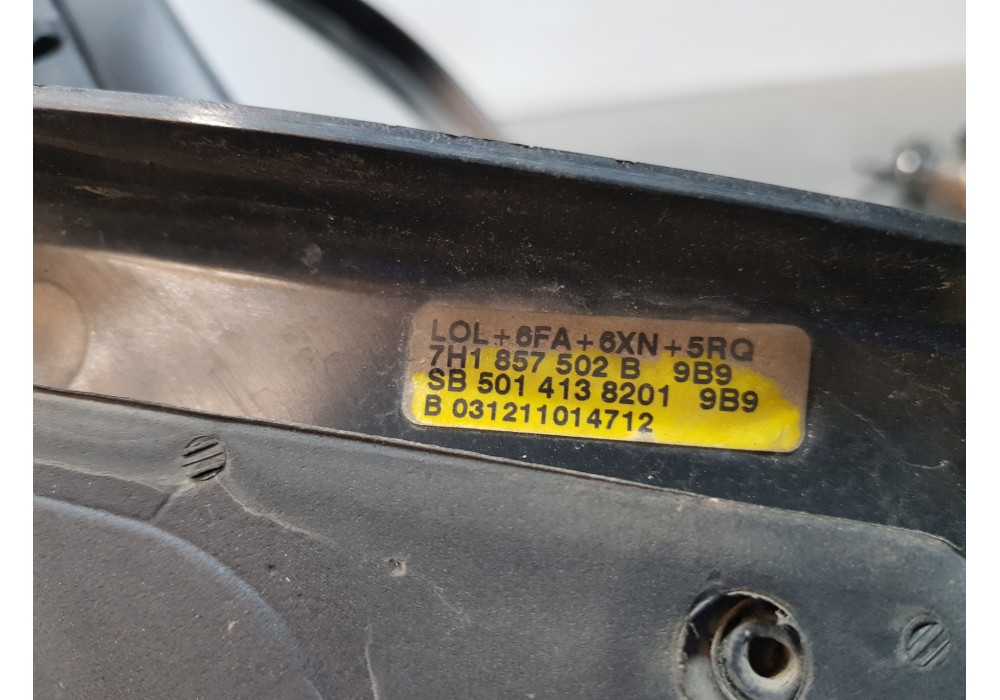 LOL+6FA+6XN+5RQ
7H1 857 502 B 9B9
SB 501 413 8201 9B9
B 031211014712